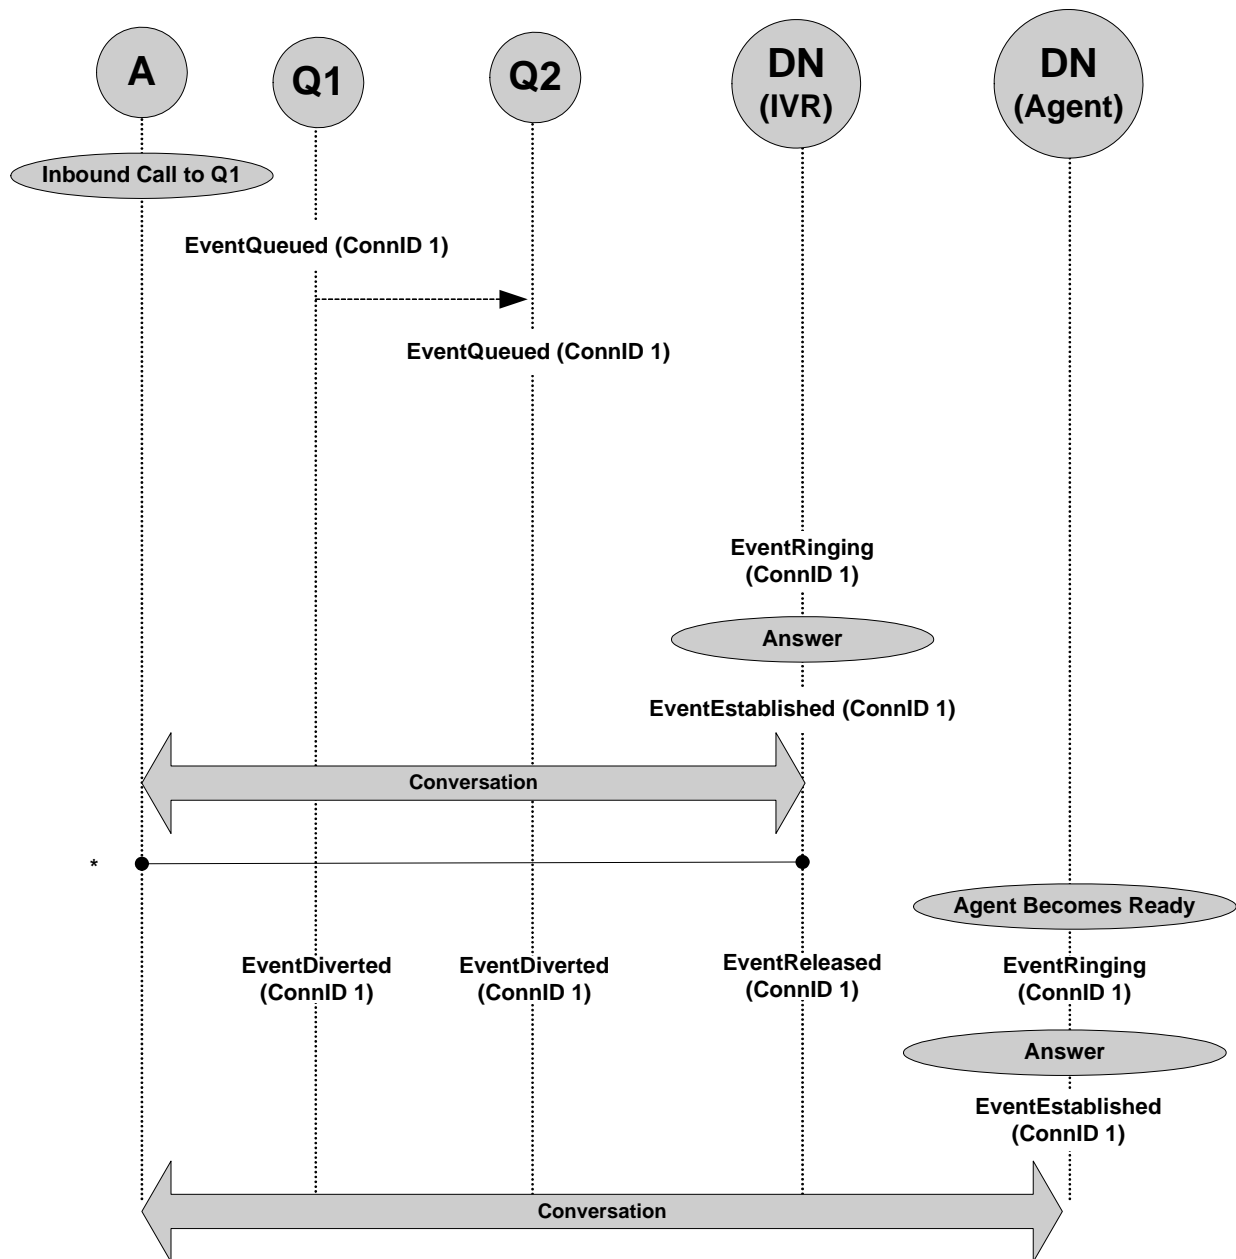 A
Q1
Q2
DN
(IVR)
DN
(Agent)
Inbound Call to Q1
EventQueued (ConnID 1)
EventQueued (ConnID 1)
EventRinging
(ConnID 1)
Answer
EventEstablished (ConnID 1)
Conversation
*
Agent Becomes Ready
EventDiverted
(ConnID 1)
EventDiverted
(ConnID 1)
EventReleased
(ConnID 1)
EventRinging
(ConnID 1)
Answer
EventEstablished
(ConnID 1)
Conversation